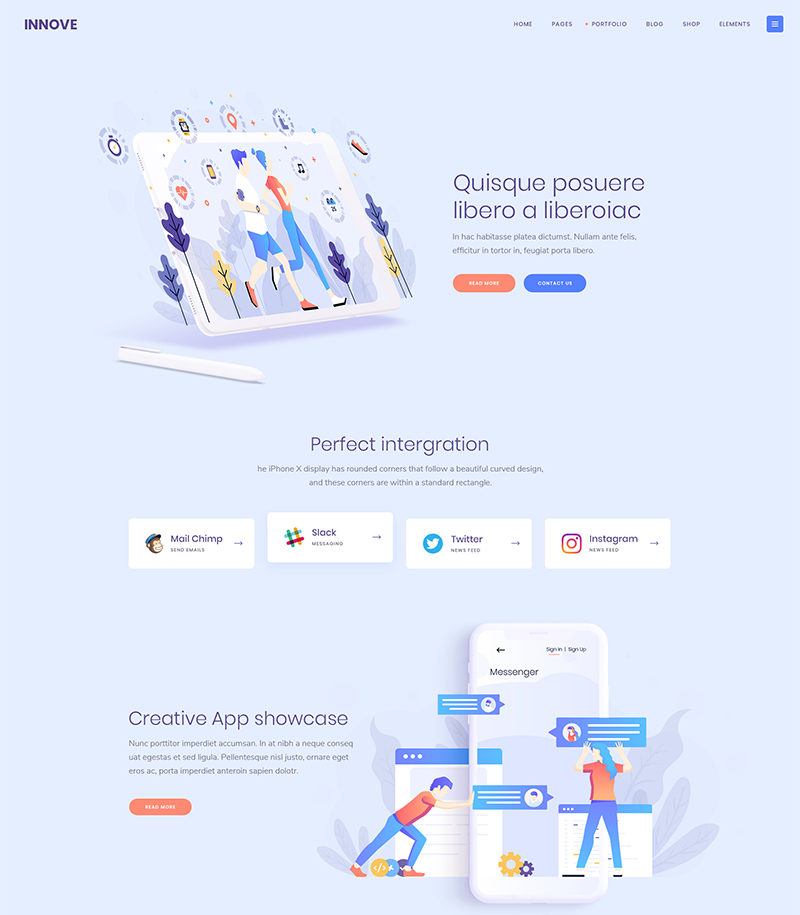 INNOVE
HOME PAGES PORTFOLIO BLOG SHOP ELEMENTS
Quisque posuere
libero a liberoiac
In hac habitasse platea dictumst. Nullam ante felis,
efficitur in tortor in, feugiat porta libero.
READ MORE CONTACT US
Perfect intergration
he iPhone X display has rounded corners that follow a beautiful curved design,
and these corners are within a standard rectangle.
Mail Chimp
SEND EMAILS
Slack
MESSAGING
Twitter
NEWS FEED
Instagram
NEWS FEED
Sign In | Sign Up
Messenger
Creative App showcase
Nunc porttitor imperdiet accumsan. In at nibh a neque conseq
uat egestas et sed ligula. Pellentesque nisl justo, ornare eget
eros ac, porta imperdiet anteroin sapien dolotr.
READ MORE